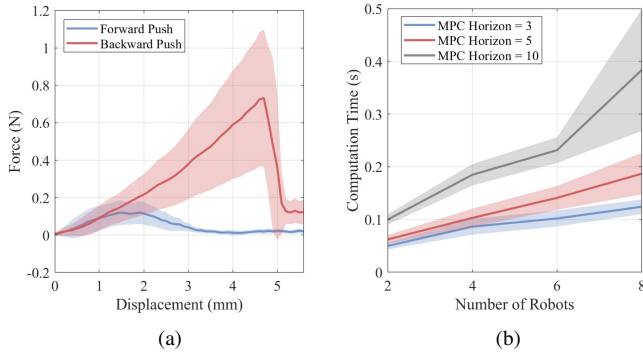 Forward Push
Backward Push
1.2
1
0.8
0.6
0.4
0.2
0
-0.2
Force (N)
0 1 2 3 4 5
Displacement (mm)
(a)
MPC Horizon = 3
MPC Horizon = 5
MPC Horizon = 10
0.5
0.4
0.3
0.2
0.1
0
Computation Time (s)
2 4 6 8
Number of Robots
(b)